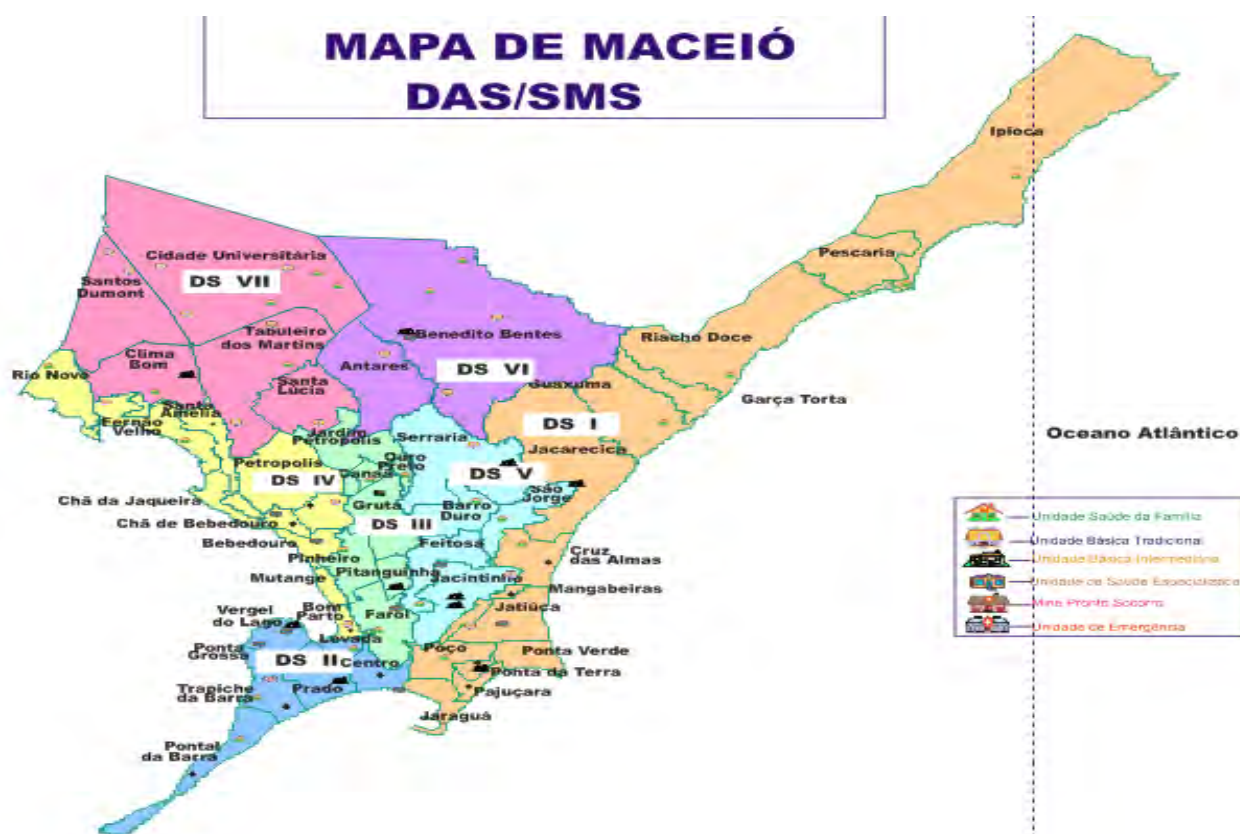 MAPA DE MACEIÓ
DAS/SMS
Ipioca
Pescaria
Cidade Universitária
DS VII
Santos
Dumont
Tabuleiro
dos Martins
Benedito Bentes
Riacho Doce
Clima
Bom
Antares
DS VI
Rio Novo
Santa
Lúcia
Guaxuma
Garça Torta
Santa
Amelia
Fernão
Velho
Jardim
Petropolis
Serraria
DS I
Jacarecica
Oceano Atlântico
Petropolis
Ouro
Preto
Canaã
DS V
DS IV
São
Jorge
Chã da Jaqueira
Gruta
Barro
Duro
Chã de Bebedouro
DS III
Bebedouro
Feitosa
Pinheiro
Cruz
das Almas
Mutange
Pitanguinha
Jacintinho
Mangabeiras
Vergel
do Lago
Bom
Parto
Farol
Jatiúca
Ponta
Grossa
Levada
DS II
Centro
Poço
Ponta Verde
Ponta da Terra
Trapiche
da Barra
Prado
Pajuçara
Jaraguá
Pontal
da Barra
Unidade Saúde da Família
Unidade Básica Tradicional
Unidade Básica Intermediária
Unidade de Saúde Especializada
Mini Pronto Socorro
Unidade de Emergência